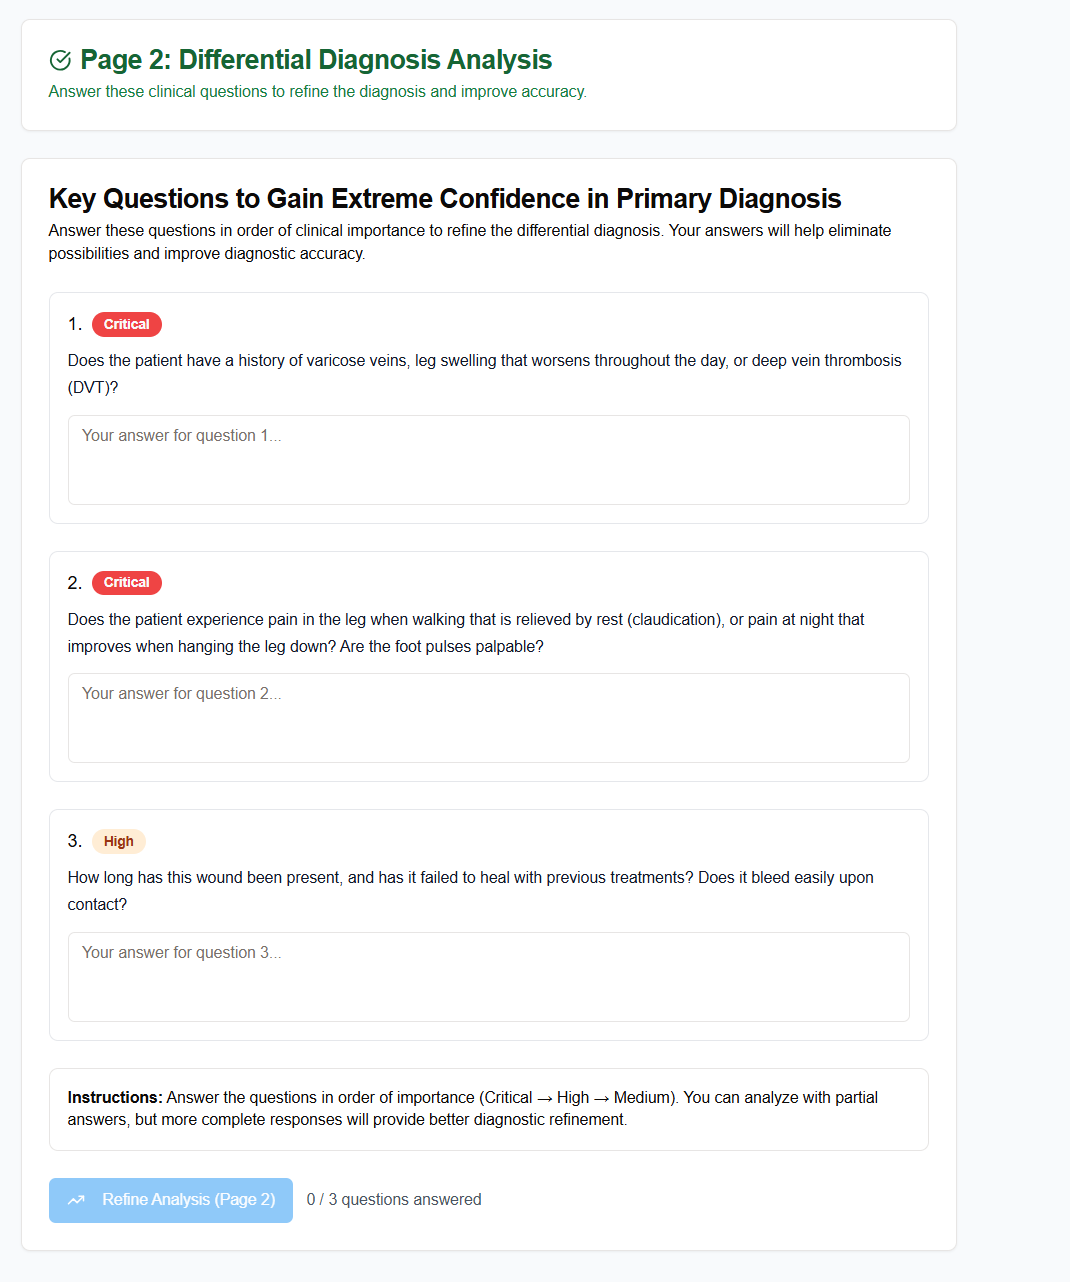 Page 2: Differential Diagnosis Analysis
Answer these clinical questions to refine the diagnosis and improve accuracy.
Key Questions to Gain Extreme Confidence in Primary Diagnosis
Answer these questions in order of clinical importance to refine the differential diagnosis. Your answers will help eliminate
possibilities and improve diagnostic accuracy.
1. Critical
Does the patient have a history of varicose veins, leg swelling that worsens throughout the day, or deep vein thrombosis
(DVT)?
Your answer for question 1...
2. Critical
Does the patient experience pain in the leg when walking that is relieved by rest (claudication), or pain at night that
improves when hanging the leg down? Are the foot pulses palpable?
Your answer for question 2...
3. High
How long has this wound been present, and has it failed to heal with previous treatments? Does it bleed easily upon
contact?
Your answer for question 3...
Instructions: Answer the questions in order of importance (Critical → High → Medium). You can analyze with partial
answers, but more complete responses will provide better diagnostic refinement.
Refine Analysis (Page 2) 0 / 3 questions answered